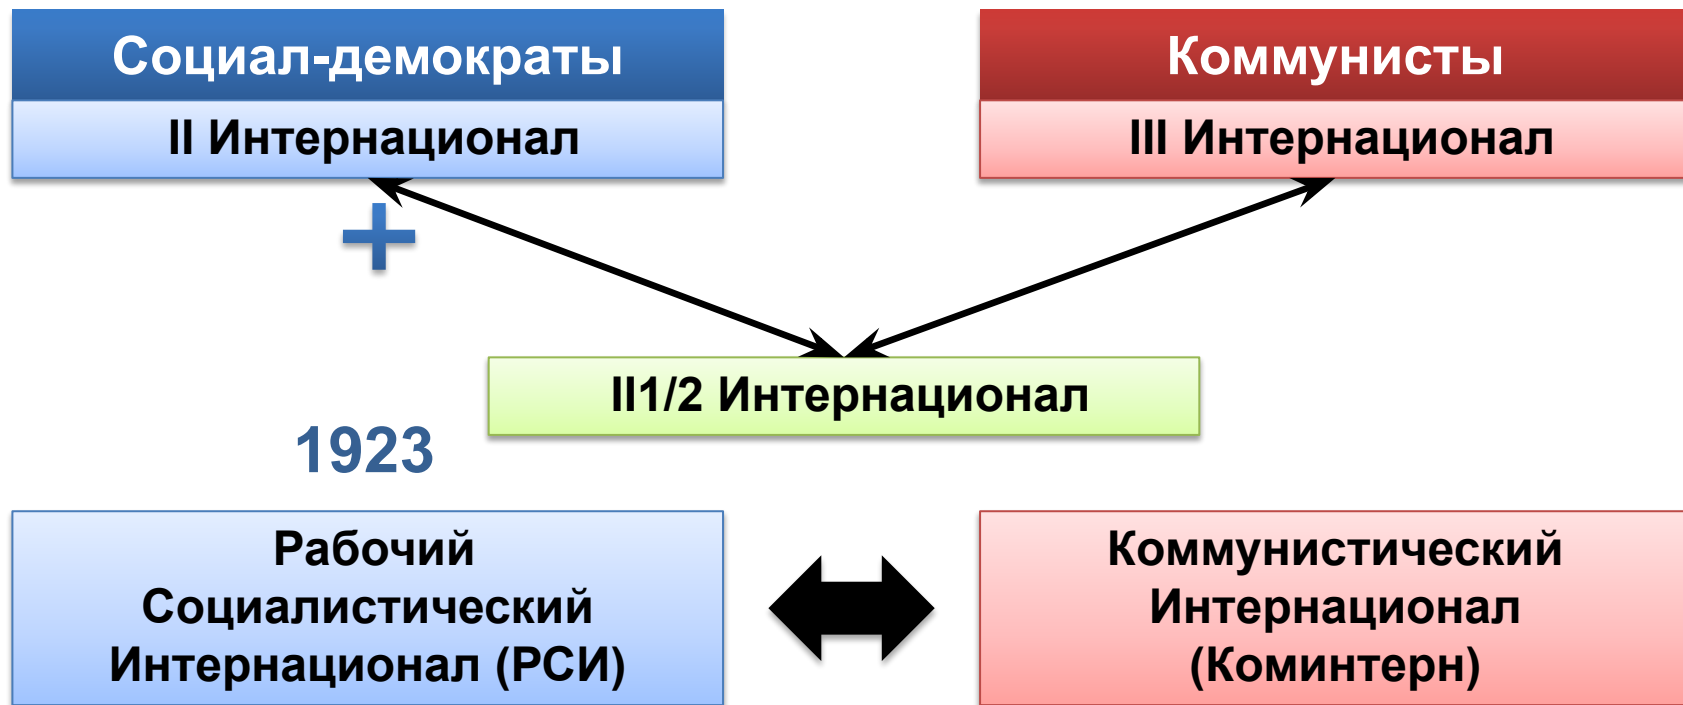 Социал-демократы
Коммунисты
II Интернационал
III Интернационал
+
II1/2 Интернационал
1923
Рабочий
Социалистический
Интернационал (РСИ)
Коммунистический
Интернационал
(Коминтерн)